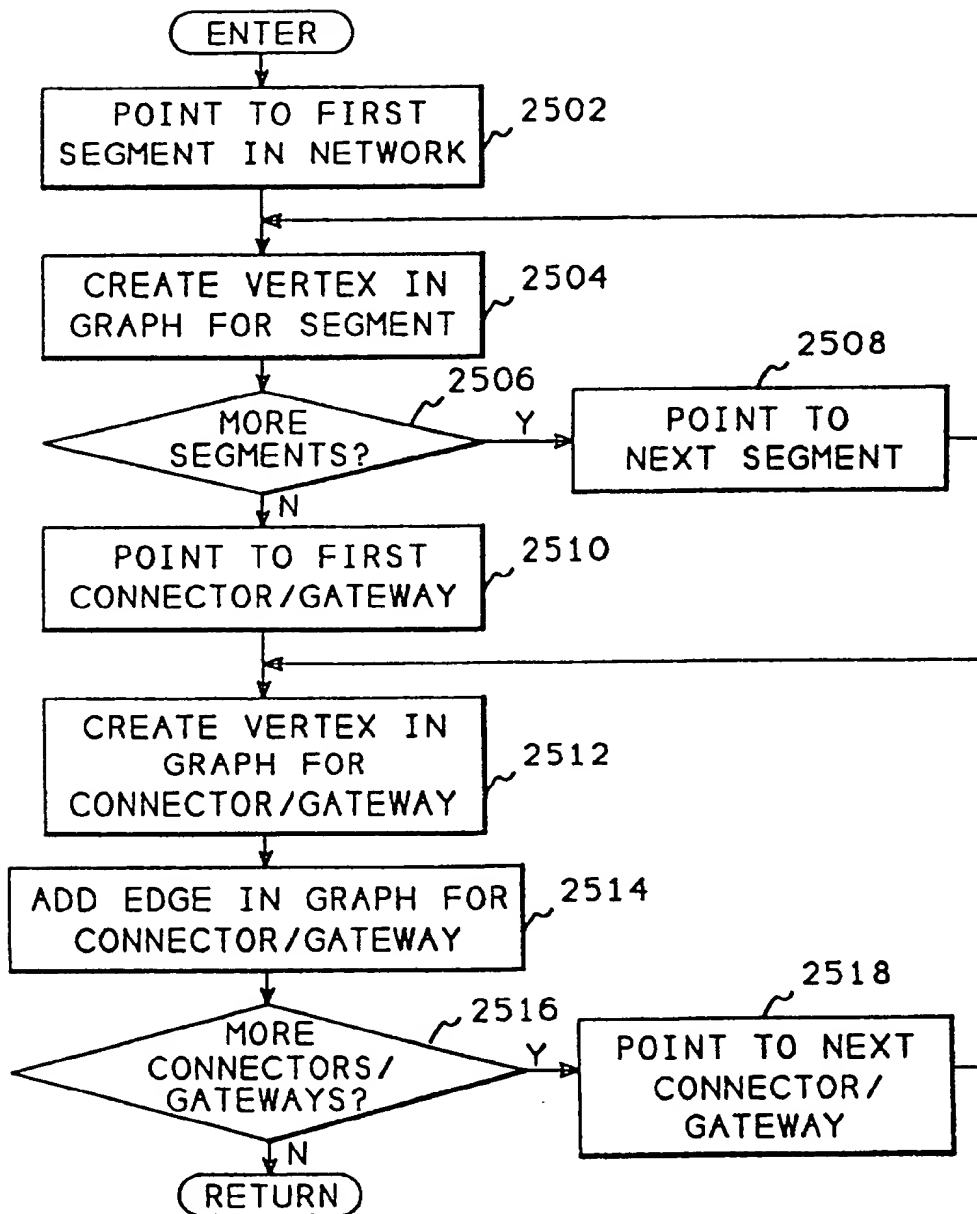 ENTER
POINT TO FIRST
SEGMENT IN NETWORK
2502
CREATE VERTEX IN
GRAPH FOR SEGMENT
2504
MORE
SEGMENTS?
2506
Y
POINT TO
NEXT SEGMENT
2508
N
POINT TO FIRST
CONNECTOR/GATEWAY
2510
CREATE VERTEX IN
GRAPH FOR
CONNECTOR/GATEWAY
2512
ADD EDGE IN GRAPH FOR
CONNECTOR/GATEWAY
2514
MORE
CONNECTORS/
GATEWAYS?
2516
Y
POINT TO NEXT
CONNECTOR/
GATEWAY
2518
N
RETURN